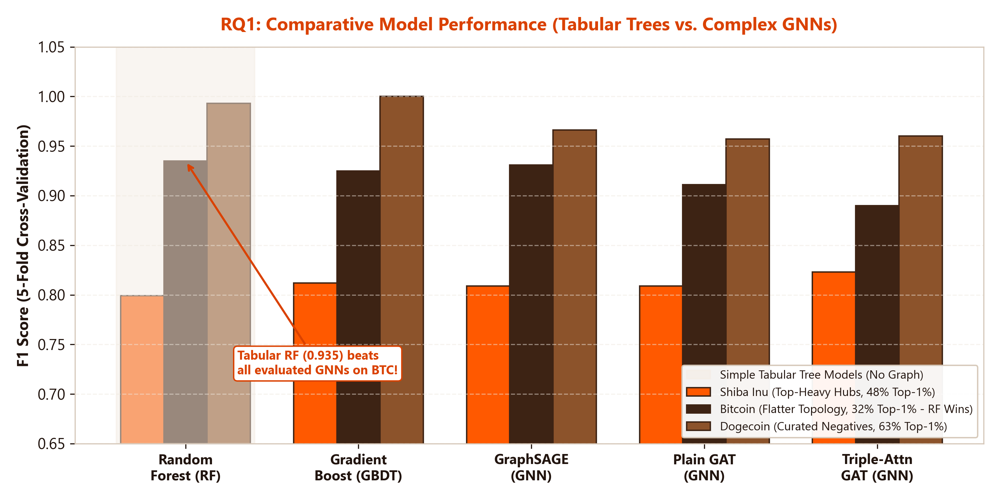 RQ1: Comparative Model Performance (Tabular Trees vs. Complex GNNs)
F1 Score (5-Fold Cross-Validation)
1.05
1.00
0.95
0.90
0.85
0.80
0.75
0.70
0.65
Tabular RF (0.935) beats
all evaluated GNNs on BTC!
Simple Tabular Tree Models (No Graph)
Shiba Inu (Top-Heavy Hubs, 48% Top-1%)
Bitcoin (Flatter Topology, 32% Top-1% - RF Wins)
Dogecoin (Curated Negatives, 63% Top-1%)
Random
Forest (RF)
Gradient
Boost (GBDT)
GraphSAGE
(GNN)
Plain GAT
(GNN)
Triple-Attn
GAT (GNN)